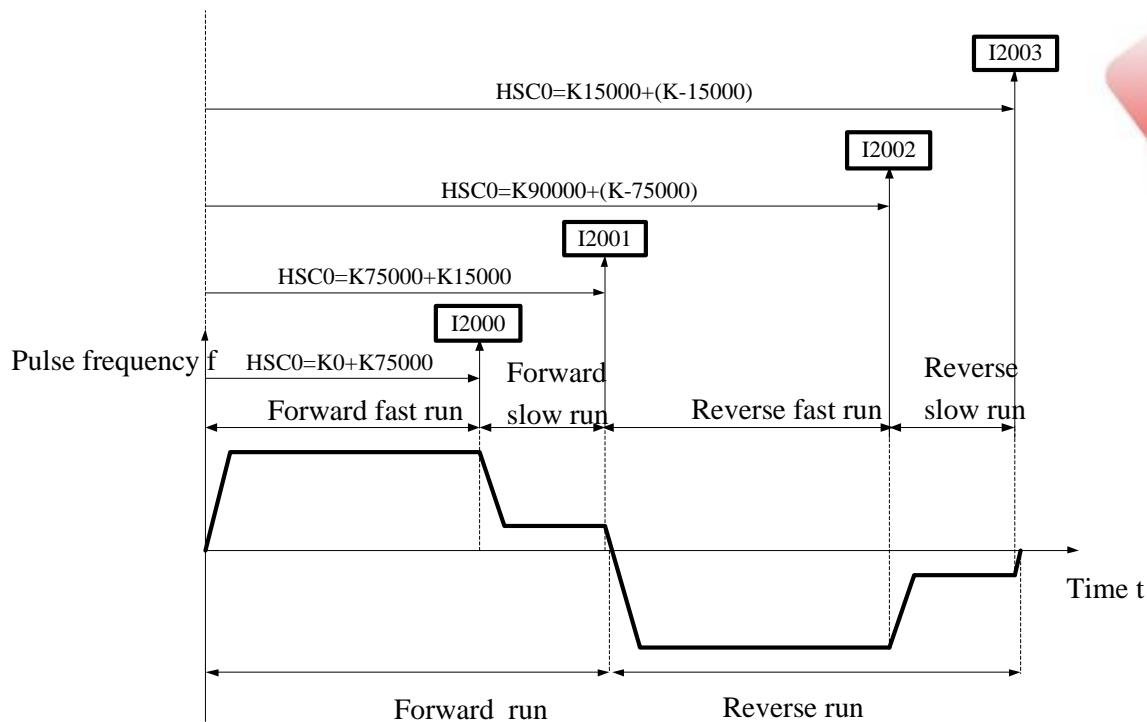 I2003
HSC0=K15000+(K-15000)
I2002
HSC0=K90000+(K-75000)
I2001
HSC0=K75000+K15000
I2000
Pulse frequency f
HSC0=K0+K75000
Forward fast run
Forward
slow run
Reverse fast run
Reverse
slow run
Time t
Forward run
Reverse run